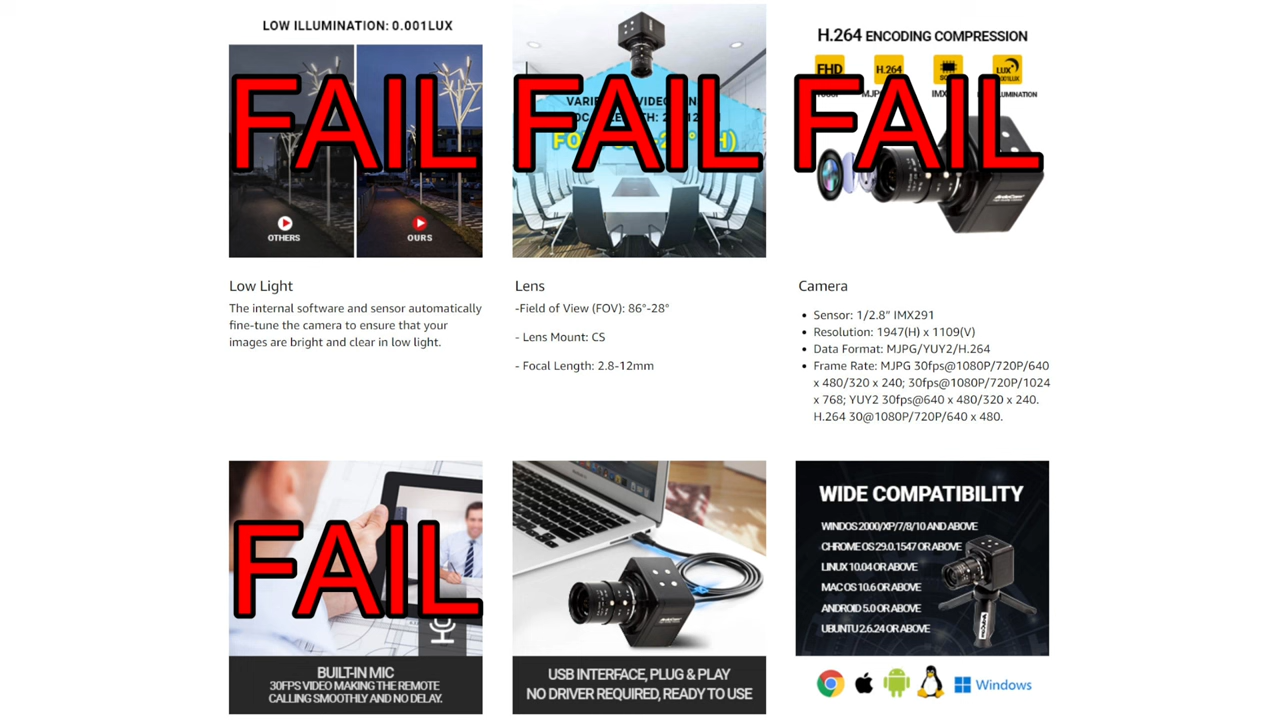 LOW ILLUMINATION: 0.001LUX
FAIL
OTHERS
OURS
FAIL
H.264 ENCODING COMPRESSION
FHD
H.264
FAIL
Low Light
The internal software and sensor automatically
fine-tune the camera to ensure that your
images are bright and clear in low light.
Lens
-Field of View (FOV): 86°-28°
- Lens Mount: CS
- Focal Length: 2.8-12mm
Camera
• Sensor: 1/2.8" IMX291
• Resolution: 1947(H) x 1109(V)
• Data Format: MJPG/YUY2/H.264
• Frame Rate: MJPG 30fps@1080P/720P/640
x 480/320 x 240; 30fps@1080P/720P/1024
x 768; YUY2 30fps@640 x 480/320 x 240.
H.264 30@1080P/720P/640 x 480.
FAIL
BUILT-IN MIC
30FPS VIDEO MAKING THE REMOTE
CALLING SMOOTHLY AND NO DELAY.
USB INTERFACE, PLUG & PLAY
NO DRIVER REQUIRED, READY TO USE
WIDE COMPATIBILITY
WINDOS 2000/XP/7/8/10 AND ABOVE
CHROME OS 29.0.1547 OR ABOVE
LINUX 10.04 OR ABOVE
MAC OS 10.6 OR ABOVE
ANDROID 5.0 OR ABOVE
UBUNTU 2.6.24 OR ABOVE
Windows